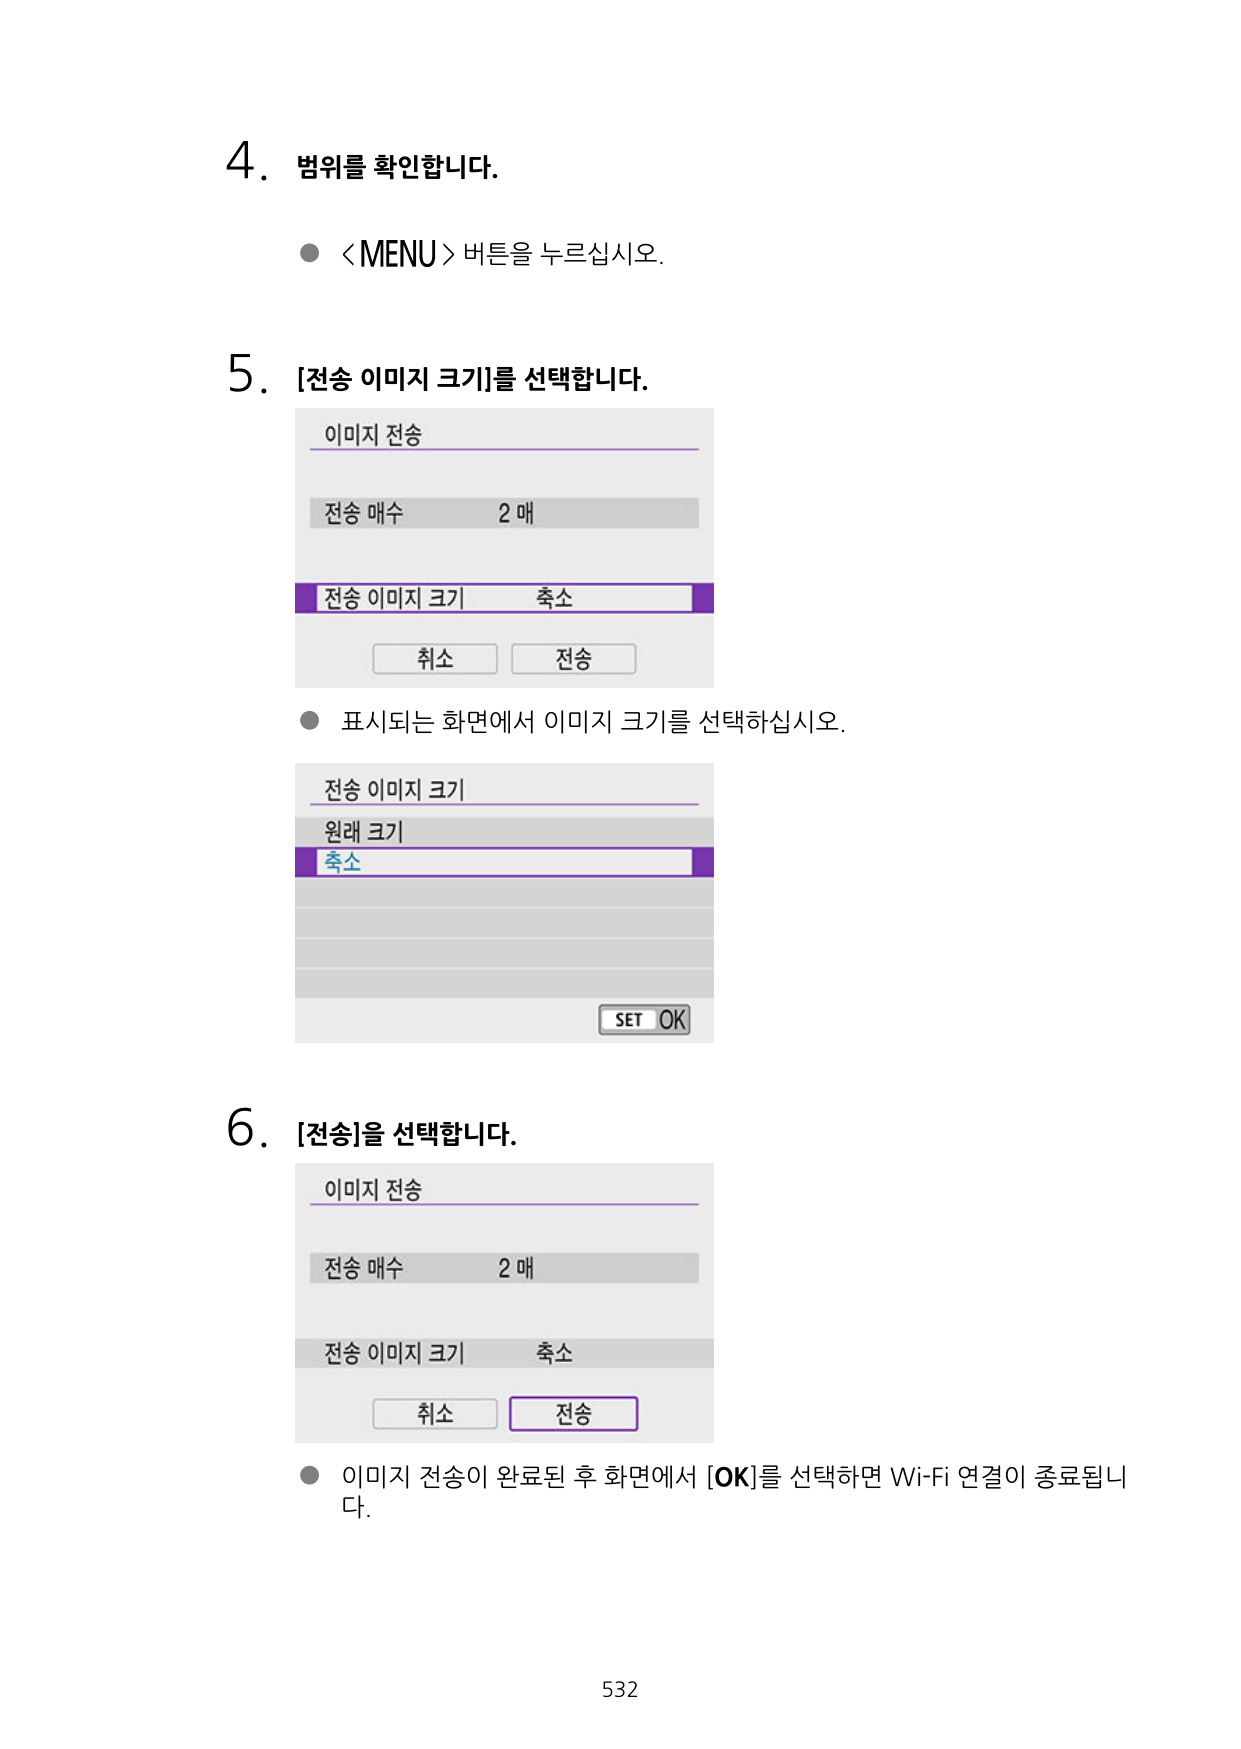 4. 범위를 확인합니다.
● <MENU> 버튼을 누르십시오.
5. [전송 이미지 크기]를 선택합니다.
이미지 전송
전송 매수 2 매
전송 이미지 크기 축소
취소 전송
● 표시되는 화면에서 이미지 크기를 선택하십시오.
전송 이미지 크기
원래 크기
축소
SET OK
6. [전송]을 선택합니다.
이미지 전송
전송 매수 2 매
전송 이미지 크기 축소
취소 전송
● 이미지 전송이 완료된 후 화면에서 [OK]를 선택하면 Wi-Fi 연결이 종료됩니
다.
532